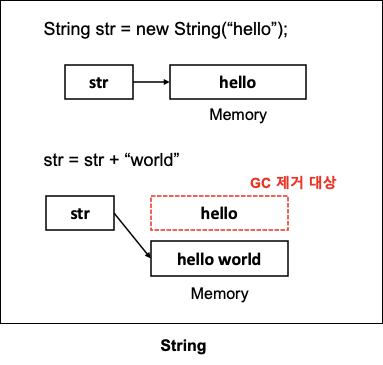 String str = new String(“hello”);
str
hello
Memory
str = str + “world”
GC 제거 대상
str
hello
hello world
Memory
String